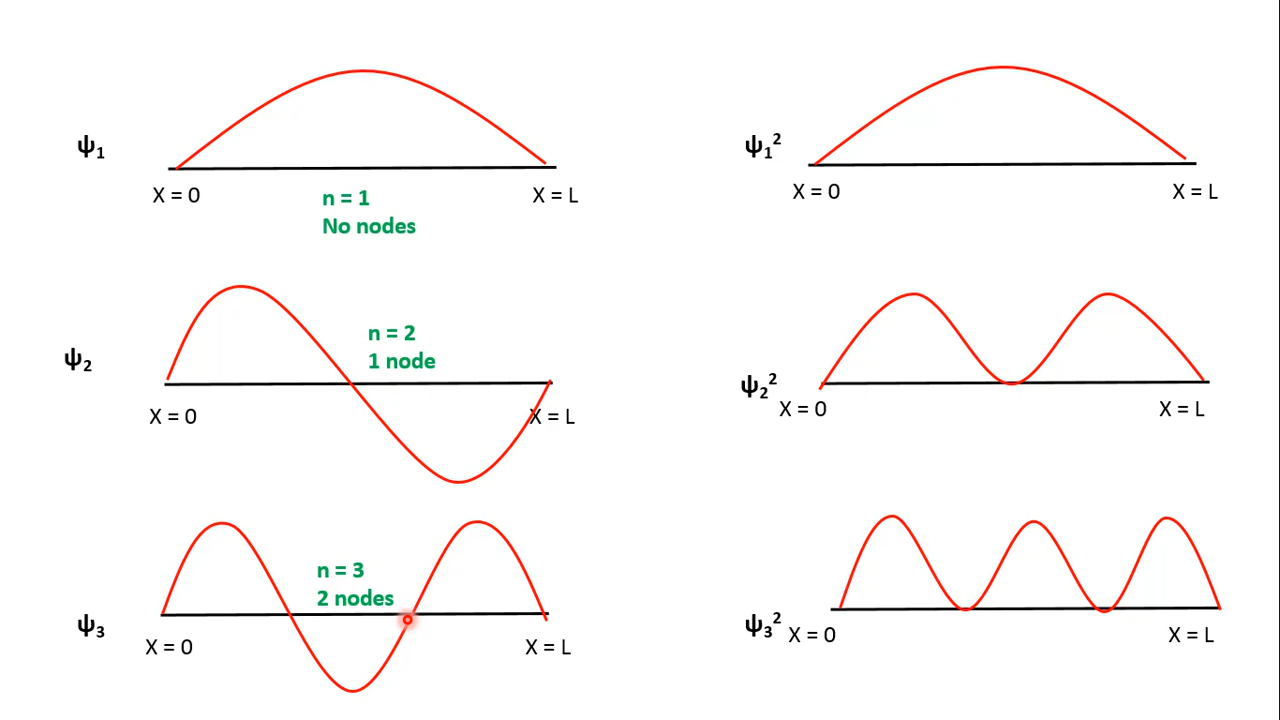 ψ₁
X = 0
X = L
n = 1
No nodes
ψ₁²
X = 0
X = L
ψ₂
n = 2
1 node
X = 0
X = L
ψ₂²
X = 0
X = L
ψ₃
n = 3
2 nodes
X = 0
X = L
ψ₃²
X = 0
X = L